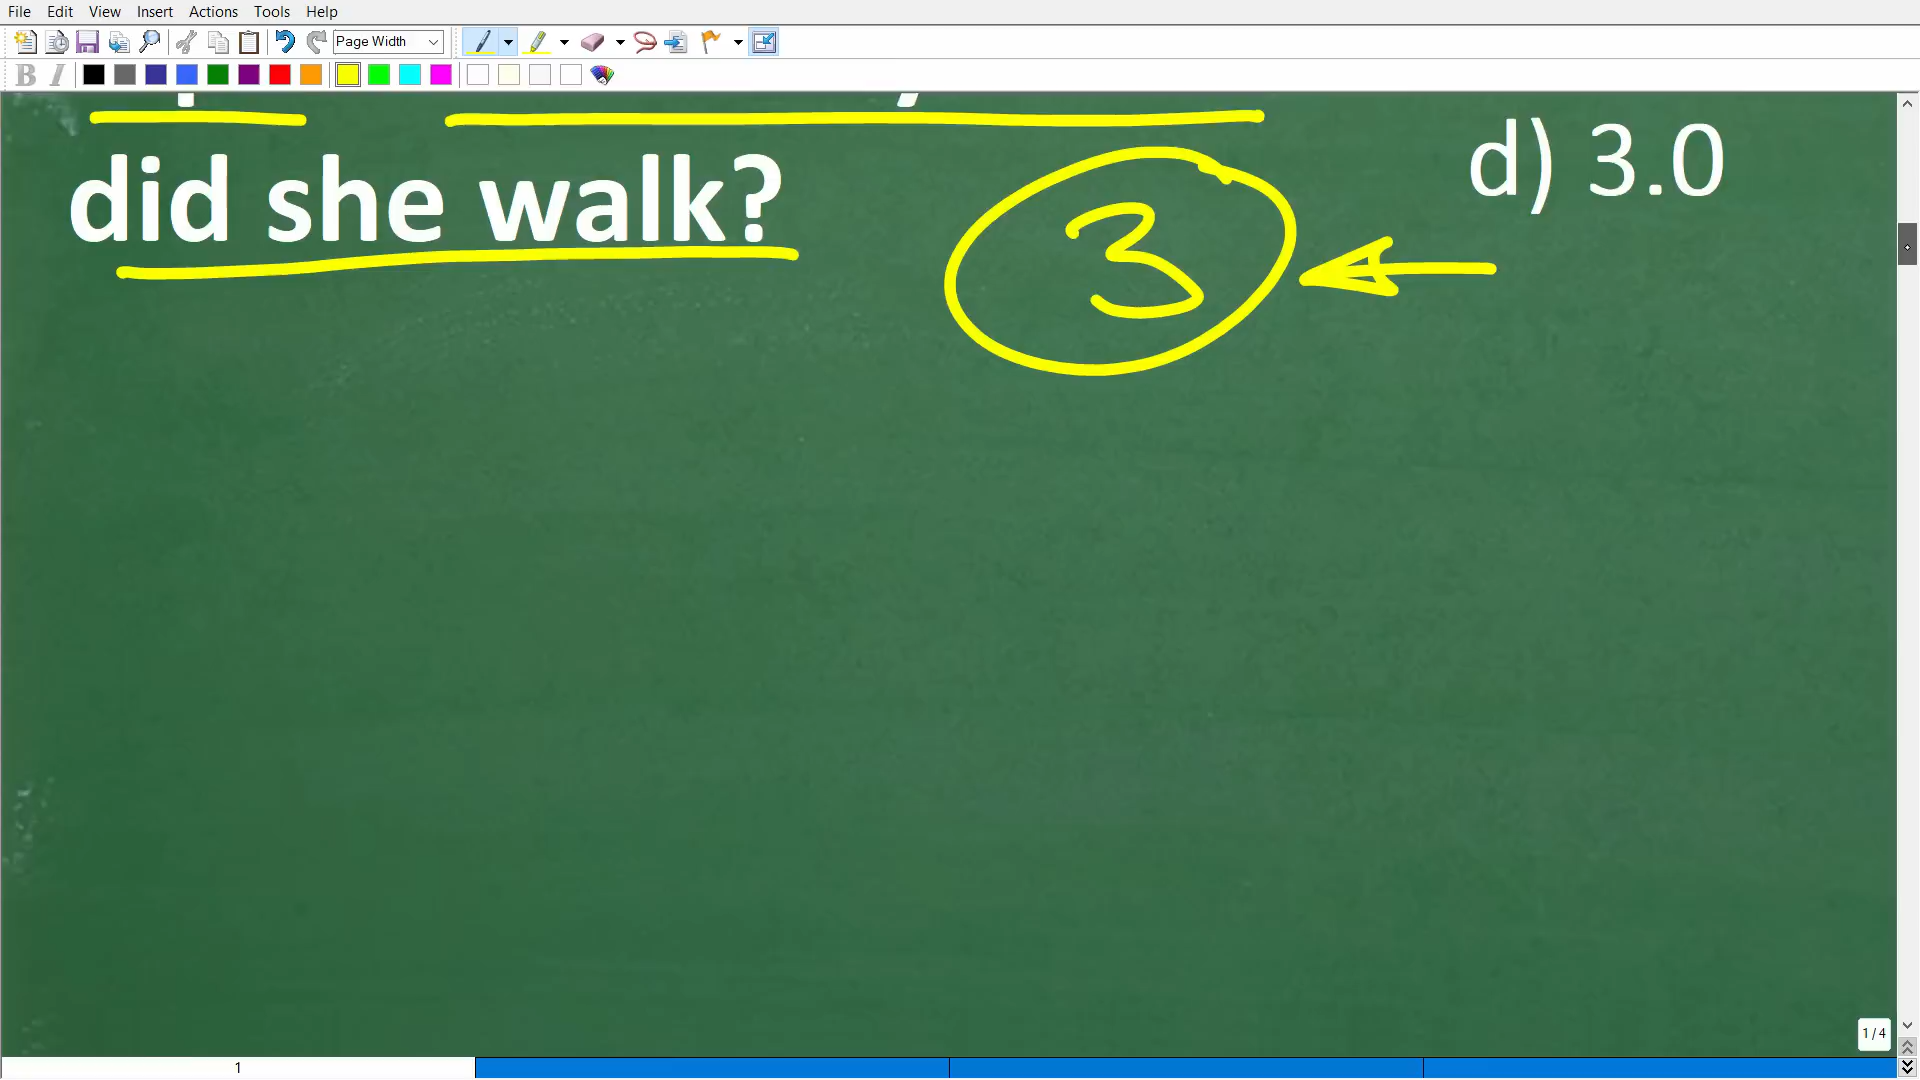 File Edit View Insert Actions Tools Help
Page Width
B I
did she walk?
d) 3.0
3
1 / 4
1